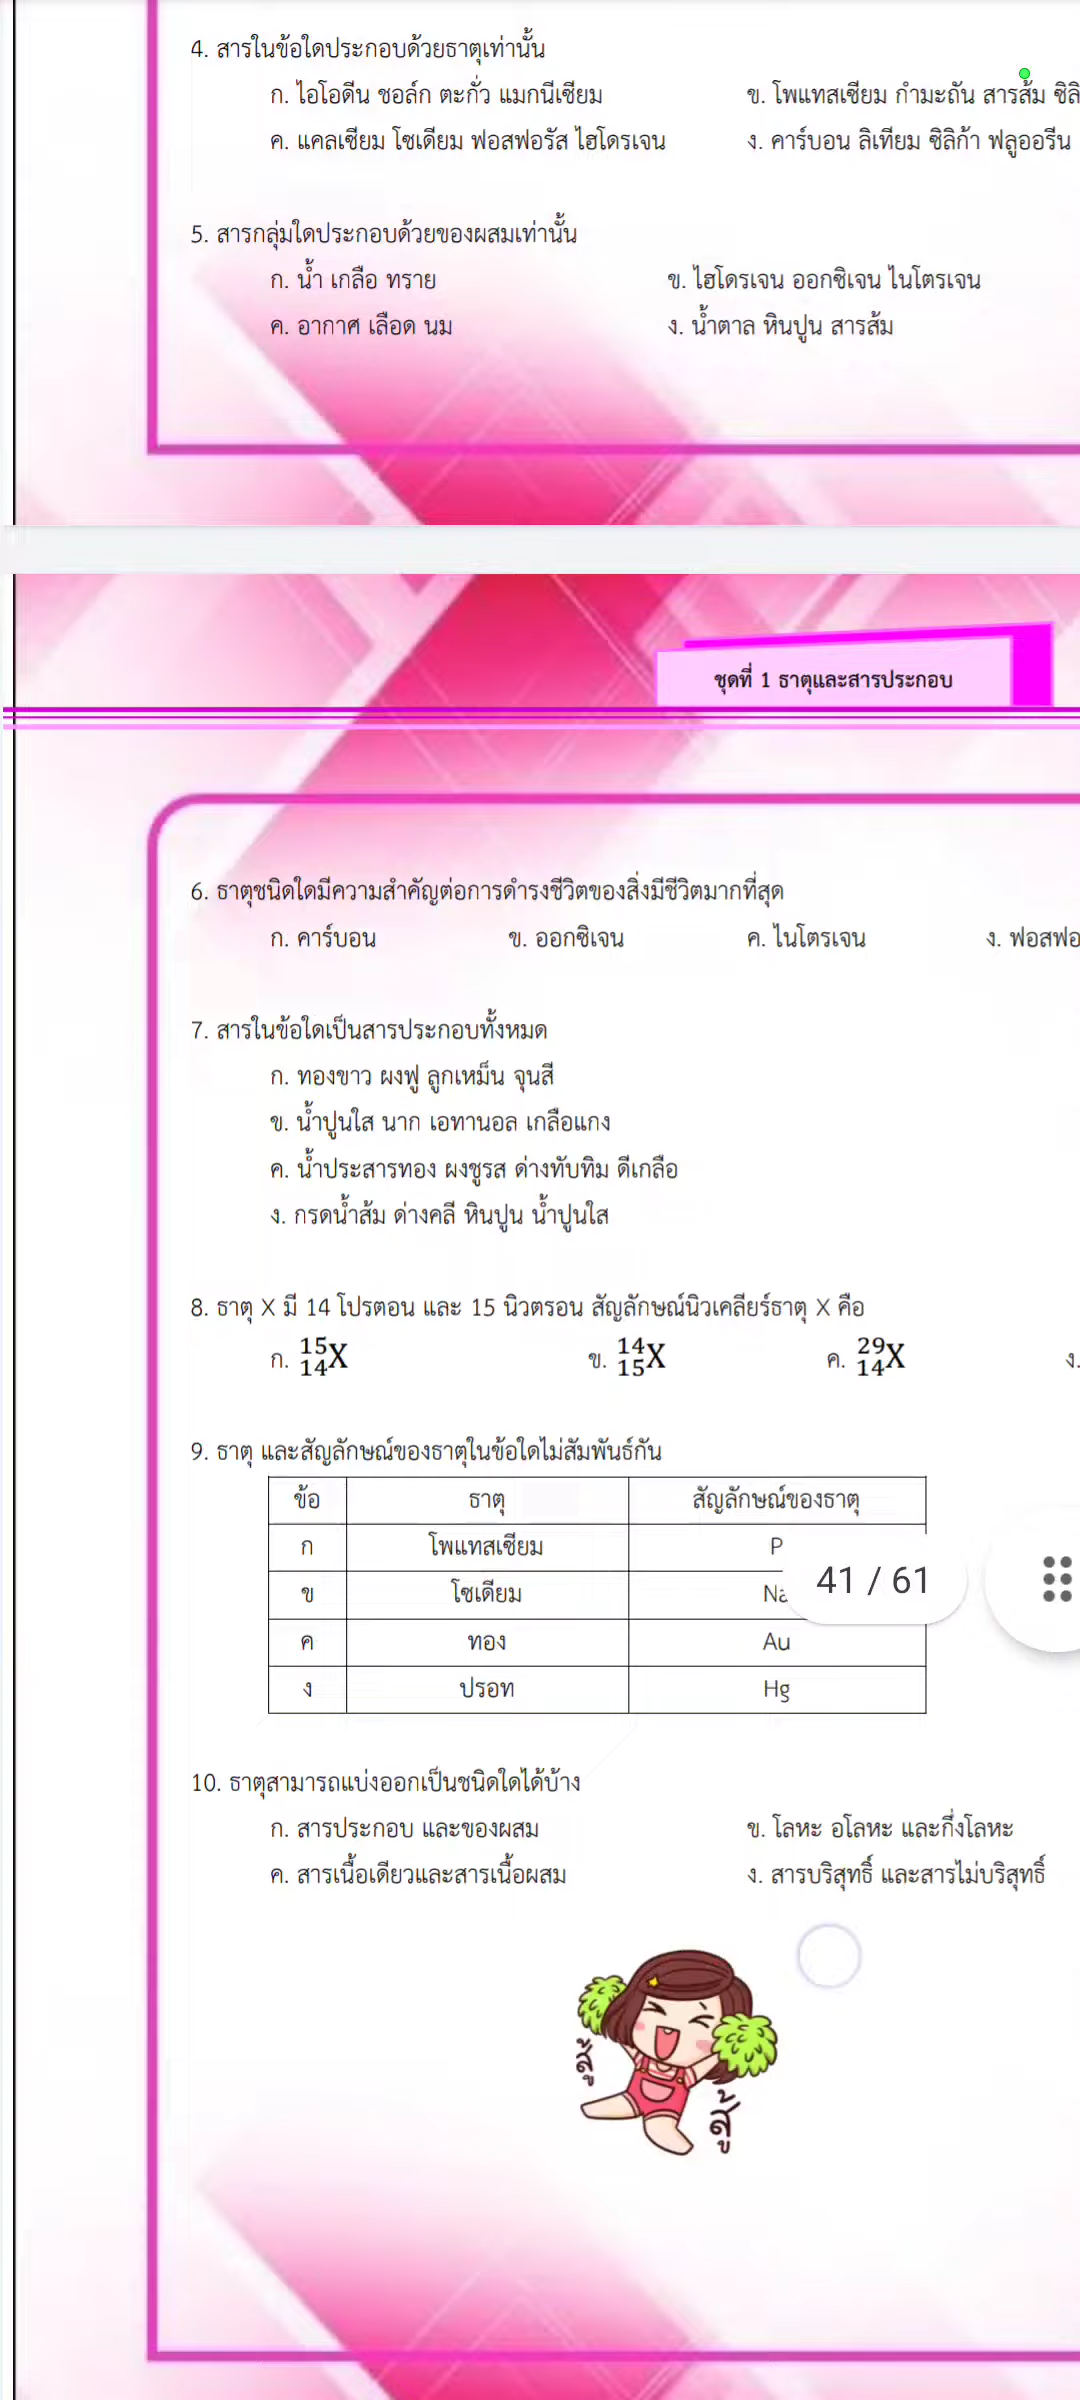 4. สารในข้อใดประกอบด้วยธาตุเท่านั้น
ก. ไอโอดีน ชอล์ก ตะกั่ว แมกนีเซียม ข. โพแทสเซียม กำมะถัน สารส้ม
ค. แคลเซียม โซเดียม ฟอสฟอรัส ไฮโดรเจน ง. คาร์บอน ลิเทียม ซิลิก้า ฟลูออรีน
5. สารกลุ่มใดประกอบด้วยของผสมเท่านั้น
ก. น้ำ เกลือ ทราย ข. ไฮโดรเจน ออกซิเจน ไนโตรเจน
ค. อากาศ เลือด นม ง. น้ำตาล หินปูน สารส้ม
ชุดที่ 1 ธาตุและสารประกอบ
6. ธาตุชนิดใดมีความสำคัญต่อการดำรงชีวิตของสิ่งมีชีวิตมากที่สุด
ก. คาร์บอน ข. ออกซิเจน ค. ไนโตรเจน ง.
7. สารในข้อใดเป็นสารประกอบทั้งหมด
ก. ทองขาว ผงฟู ลูกเหม็น จุนสี
ข. น้ำปูนใส นาก เอทานอล เกลือแกง
ค. น้ำประสารทอง ผงชูรส ด่างทับทิม ดีเกลือ
ง. กรดน้ำส้ม ด่างคลี หินปูน น้ำปูนใส
8. ธาตุ X มี 14 โปรตอน และ 15 นิวตรอน สัญลักษณ์นิวเคลียร์ธาตุ X คือ
ก. ¹⁵₁₄X ข. ¹⁴₁₅X ค. ²⁹₁₄X ง.
9. ธาตุ และสัญลักษณ์ของธาตุในข้อใดไม่สัมพันธ์กัน
ข้อ ธาตุ สัญลักษณ์ของธาตุ
ก โพแทสเซียม P
ข โซเดียม Na
41 / 61
ค ทอง Au
ง ปรอท Hg
10. ธาตุสามารถแบ่งออกเป็นชนิดใดได้บ้าง
ก. สารประกอบ และของผสม ข. โลหะ อโลหะ และกึ่งโลหะ
ค. สารเนื้อเดียวและสารเนื้อผสม ง. สารบริสุทธิ์ และสารไม่บริสุทธิ์
สู้
สู้